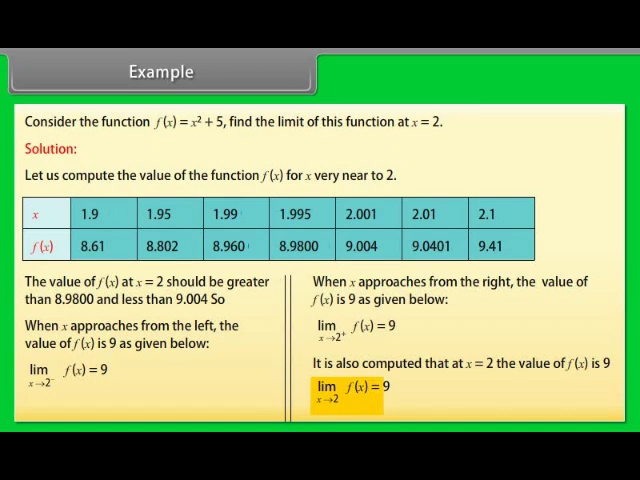 Example
Consider the function f(x) = x² + 5, find the limit of this function at x = 2.
Solution:
Let us compute the value of the function f(x) for x very near to 2.
x 1.9 1.95 1.99 1.995 2.001 2.01 2.1
f(x) 8.61 8.802 8.960 8.9800 9.004 9.0401 9.41
The value of f(x) at x = 2 should be greater
than 8.9800 and less than 9.004 So
When x approaches from the left, the
value of f(x) is 9 as given below:
lim f(x) = 9
x→2⁻
When x approaches from the right, the value of
f(x) is 9 as given below:
lim f(x) = 9
x→2⁺
It is also computed that at x = 2 the value of f(x) is 9
lim f(x) = 9
x→2